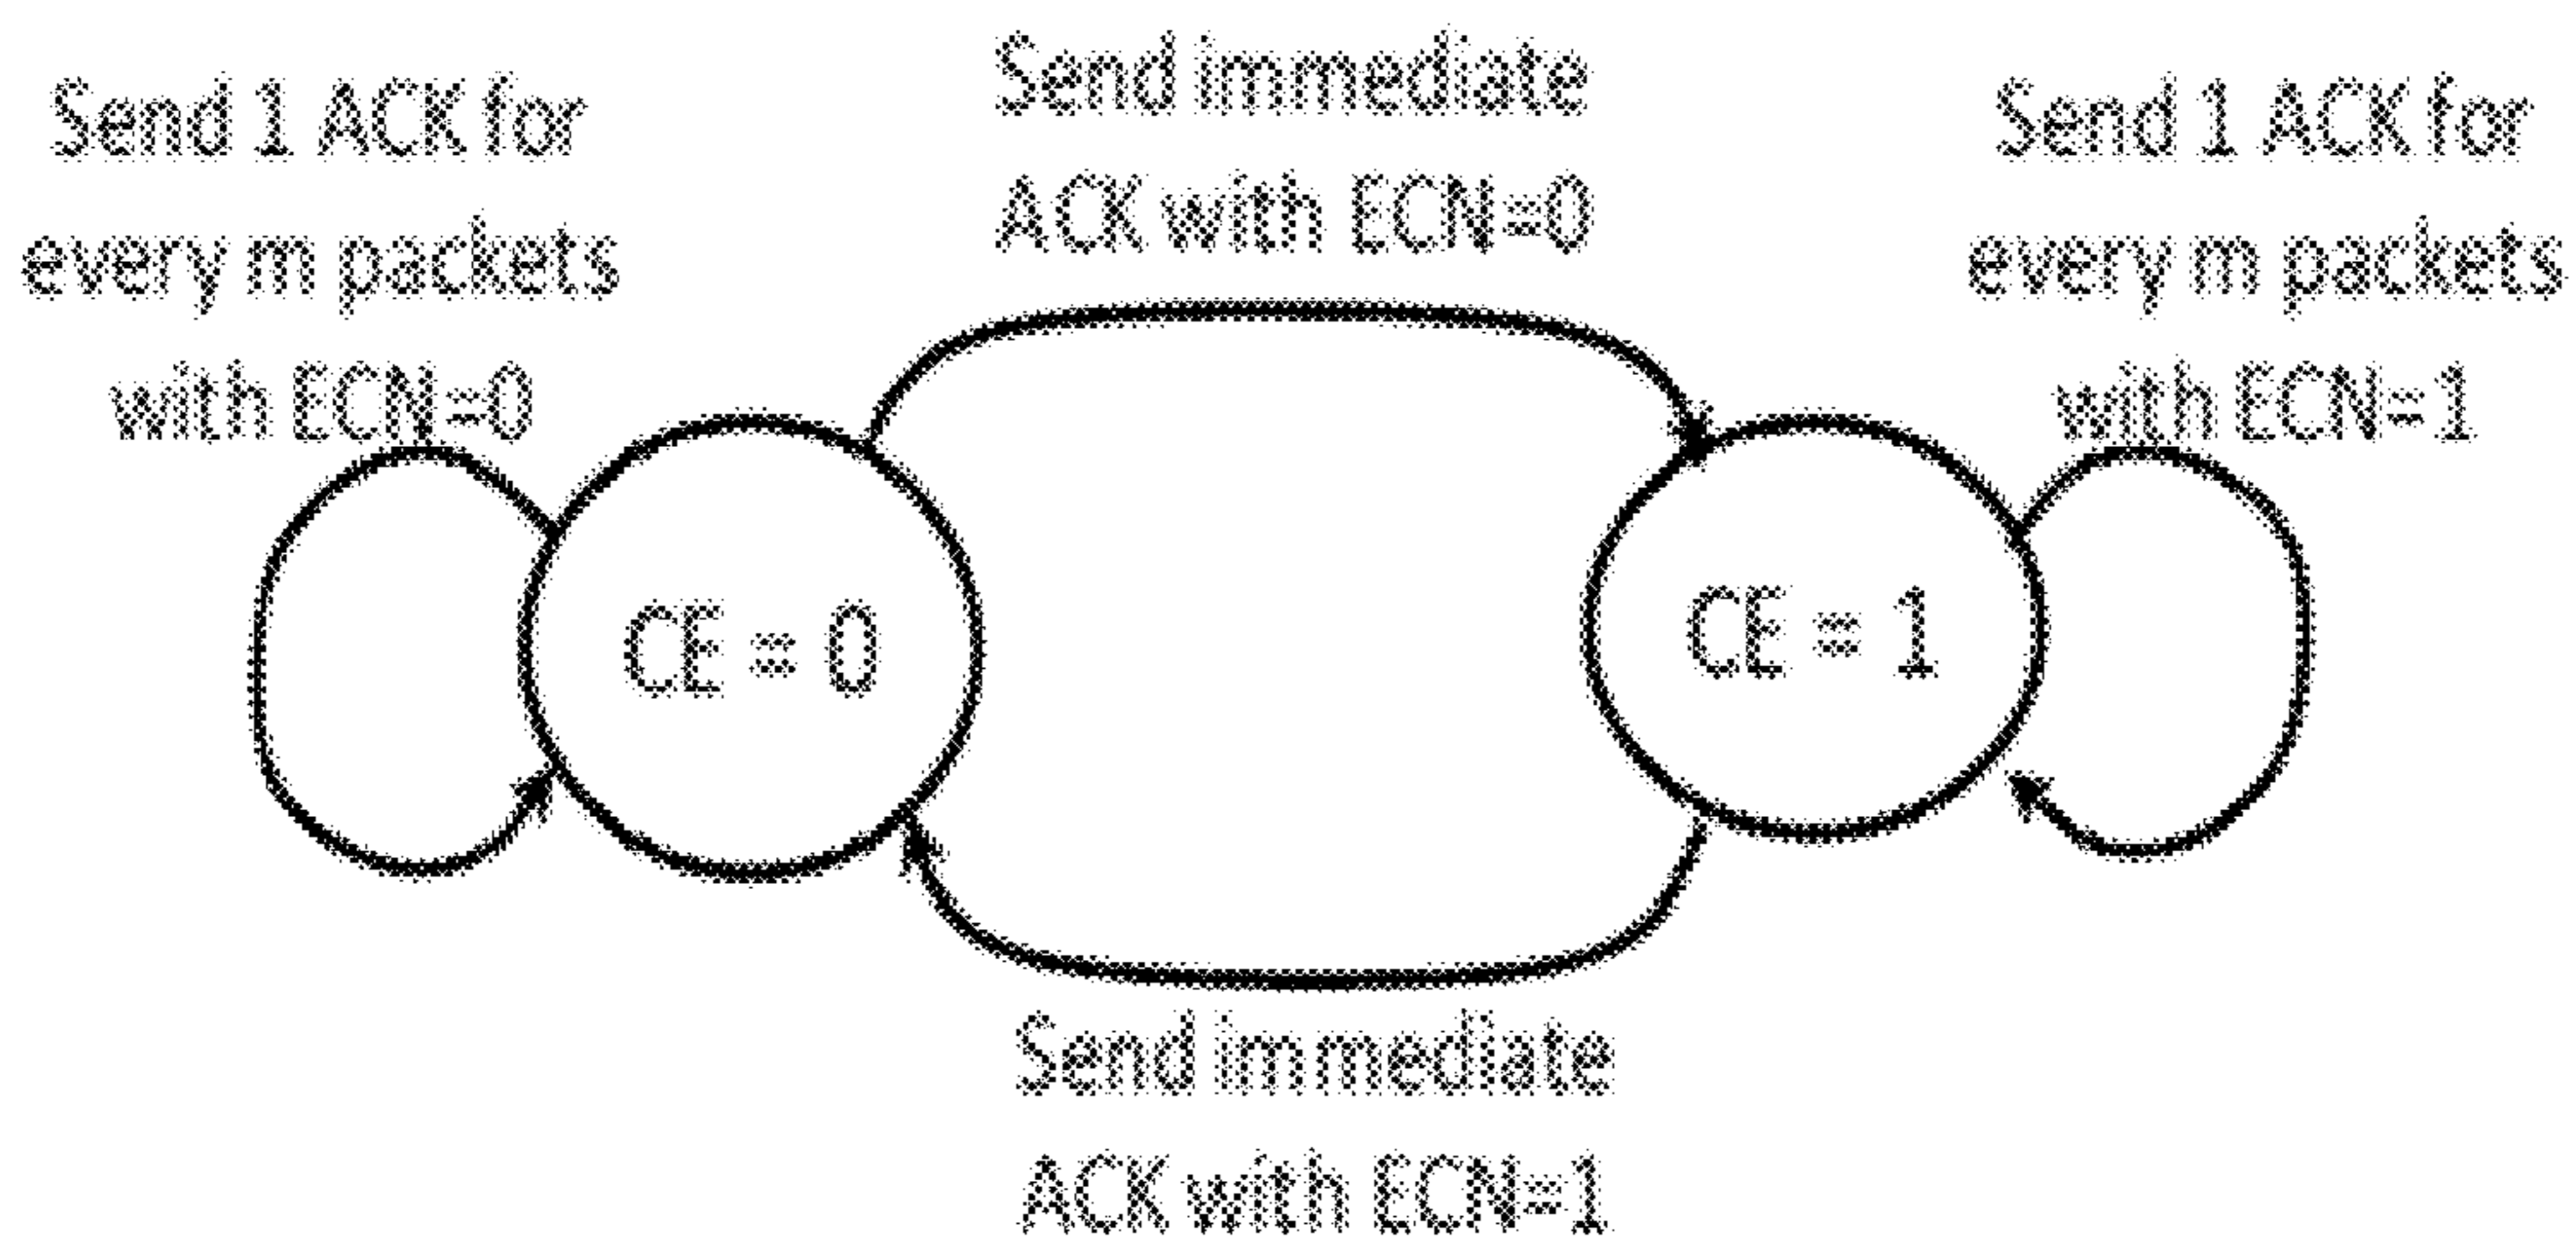 Send 1 ACK for
every m packets
with ECN=0
Send immediate
ACK with ECN=0
Send 1 ACK for
every m packets
with ECN=1
CE = 0
CE = 1
Send immediate
ACK with ECN=1